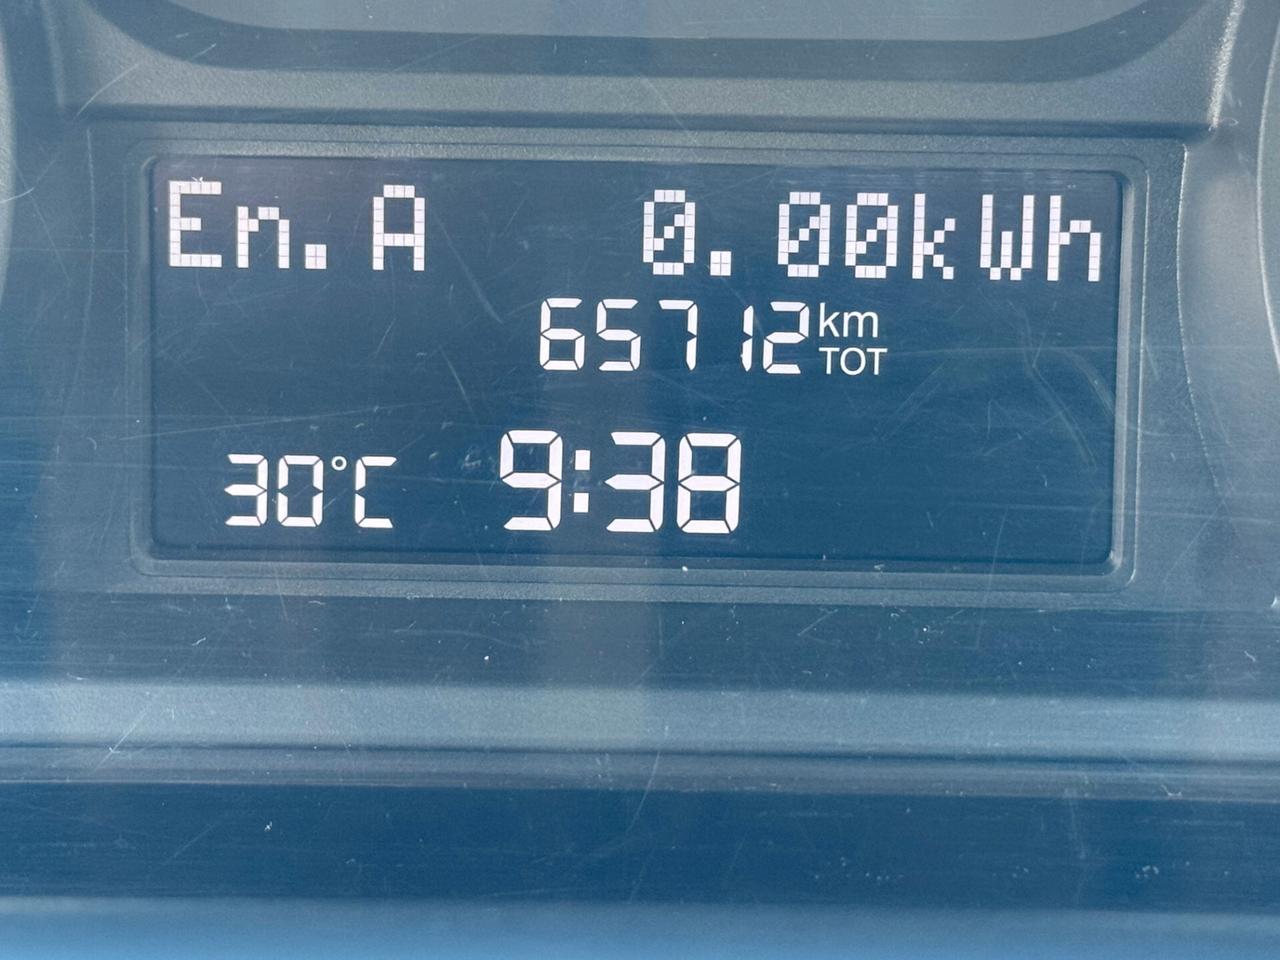 En. A 0.00kWh
65712 km
TOT
30°C 9:38